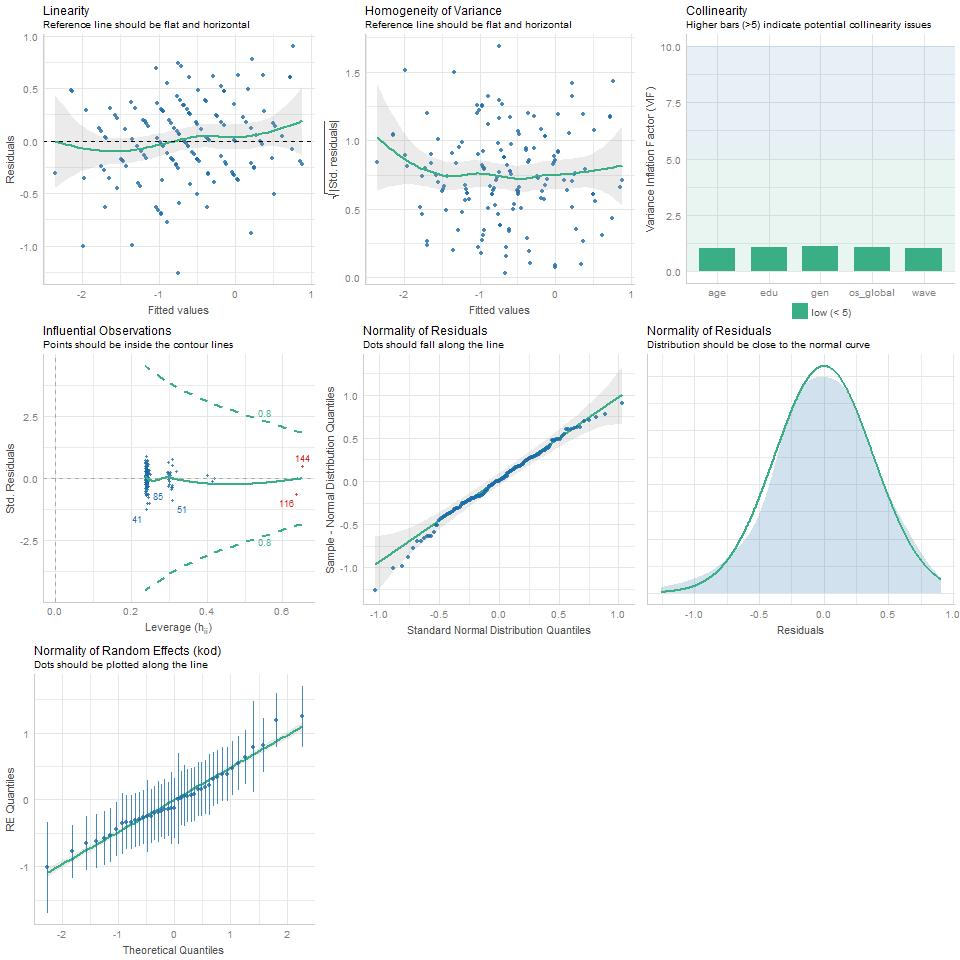 Linearity
Reference line should be flat and horizontal
Residuals
1.0
0.5
0.0
-0.5
-1.0
-2
-1
0
1
Fitted values
Homogeneity of Variance
Reference line should be flat and horizontal
√|Std. residuals|
1.5
1.0
0.5
0.0
-2
-1
0
1
Fitted values
Collinearity
Higher bars (>5) indicate potential collinearity issues
Variance Inflation Factor (VIF)
10.0
7.5
5.0
2.5
0.0
age
edu
gen
os_global
wave
low (< 5)
Influential Observations
Points should be inside the contour lines
Std. Residuals
2.5
0.0
-2.5
0.8
0.8
144
116
85
51
41
0.0
0.2
0.4
0.6
Leverage (hii)
Normality of Residuals
Dots should fall along the line
Sample - Normal Distribution Quantiles
1.0
0.5
0.0
-0.5
-1.0
-1.0
-0.5
0.0
0.5
1.0
Standard Normal Distribution Quantiles
Normality of Residuals
Distribution should be close to the normal curve
-1.0
-0.5
0.0
0.5
1.0
Residuals
Normality of Random Effects (kod)
Dots should be plotted along the line
RE Quantiles
1
0
-1
-2
-1
0
1
2
Theoretical Quantiles